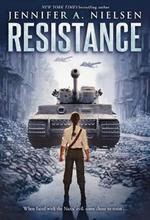 NEW YORK TIMES Bestselling author
JENNIFER A. NIELSEN
RESISTANCE
When faced with the Nazis' evil, some chose to resist.